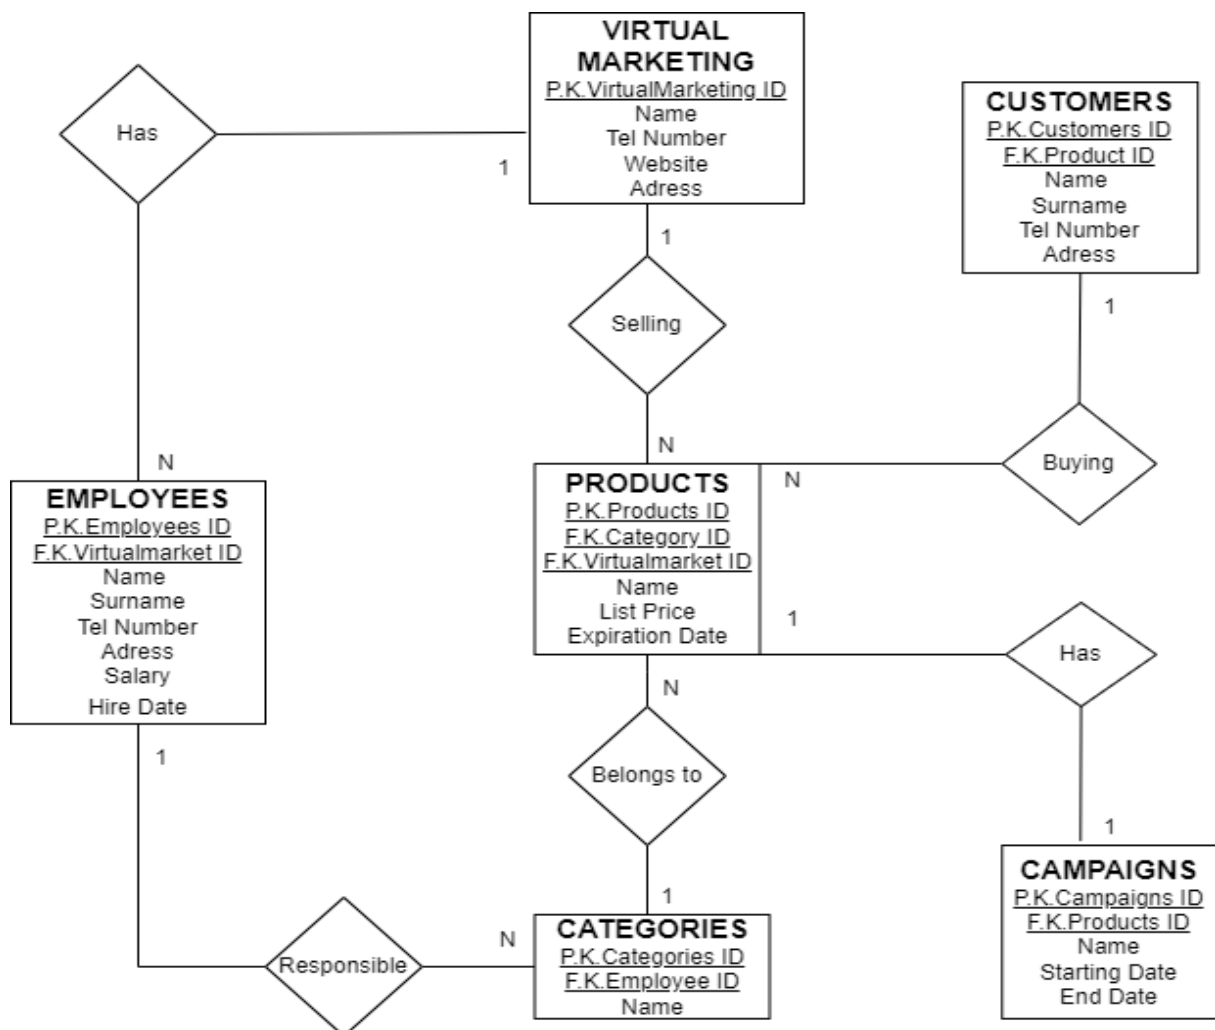 VIRTUAL
MARKETING
P.K.VirtualMarketing ID
Name
Tel Number
Website
Adress
Has
1
1
CUSTOMERS
P.K.Customers ID
F.K.Product ID
Name
Surname
Tel Number
Adress
1
Selling
N
N
Buying
N
EMPLOYEES
P.K.Employees ID
F.K.Virtualmarket ID
Name
Surname
Tel Number
Adress
Salary
Hire Date
1
PRODUCTS
P.K.Products ID
F.K.Category ID
F.K.Virtualmarket ID
Name
List Price
Expiration Date
1
Has
N
Belongs to
1
1
CAMPAIGNS
P.K.Campaigns ID
F.K.Products ID
Name
Starting Date
End Date
Responsible
N
CATEGORIES
P.K.Categories ID
F.K.Employee ID
Name